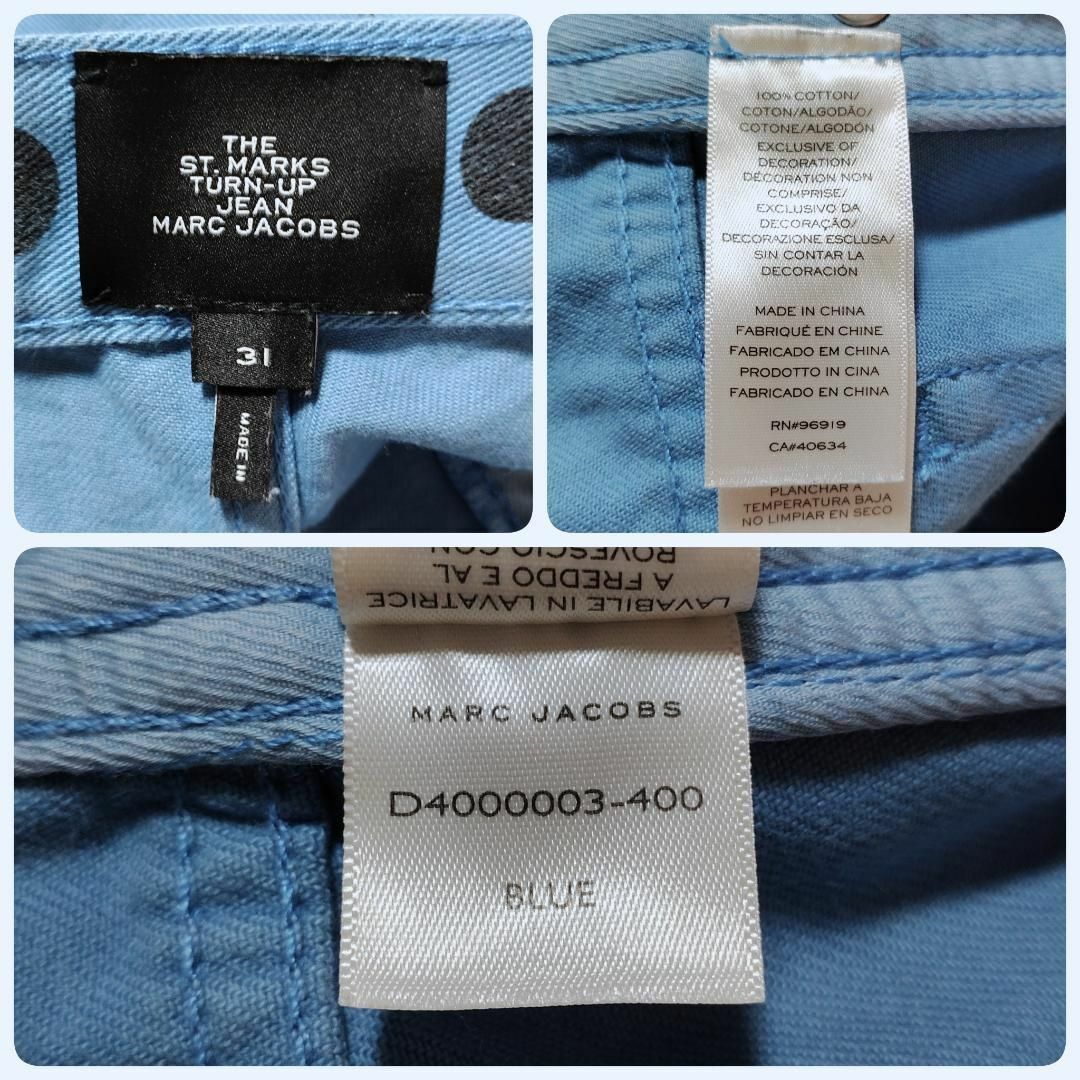 THE
ST. MARKS
TURN-UP
JEAN
MARC JACOBS
31
MADE IN
100% COTTON/
COTON/ALGODÃO/
COTONE/ALGODÓN
EXCLUSIVE OF
DECORATION/
DÉCORATION NON
COMPRISE/
EXCLUSIVO DA
DECORAÇÃO/
DECORAZIONE ESCLUSA/
SIN CONTAR LA
DECORACIÓN
MADE IN CHINA
FABRIQUÉ EN CHINE
FABRICADO EM CHINA
PRODOTTO IN CINA
FABRICADO EN CHINA
RN#96919
CA#40634
PLANCHAR A
TEMPERATURA BAJA
NO LIMPIAR EN SECO
LAVABILE IN LAVATRICE
A FREDDO E AL
ROVESCIO CON
MARC JACOBS
D4000003-400
BLUE